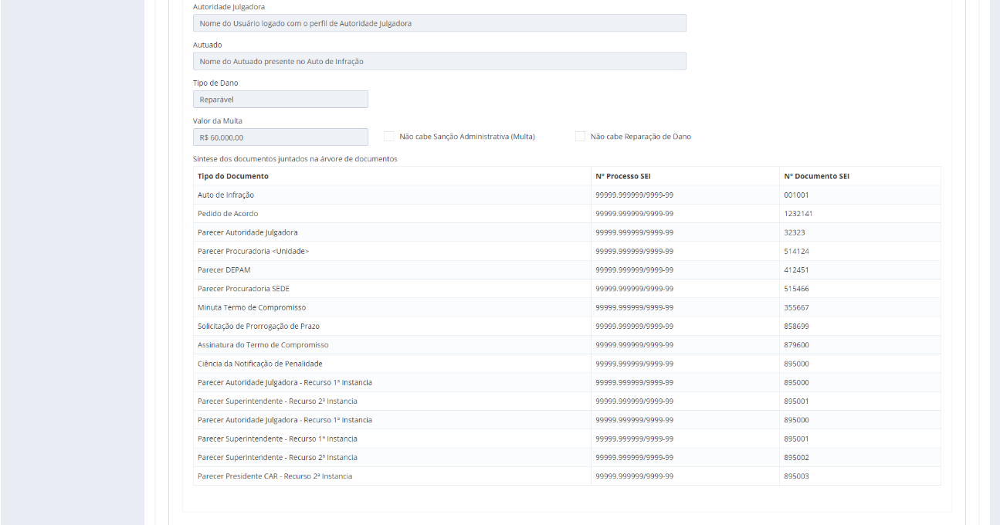 Autoridade Julgadora
Nome do Usuário logado com o perfil de Autoridade Julgadora
Autuado
Nome do Autuado presente no Auto de Infração
Tipo de Dano
Reparável
Valor da Multa
R$ 60.000,00 Não cabe Sanção Administrativa (Multa) Não cabe Reparação de Dano
Síntese dos documentos juntados na árvore de documentos
Tipo do Documento Nº Processo SEI Nº Documento SEI
Auto de Infração 99999.999999/9999-99 001001
Pedido de Acordo 99999.999999/9999-99 1232141
Parecer Autoridade Julgadora 99999.999999/9999-99 32323
Parecer Procuradoria <Unidade> 99999.999999/9999-99 514124
Parecer DEPAM 99999.999999/9999-99 412451
Parecer Procuradoria SEDE 99999.999999/9999-99 515466
Minuta Termo de Compromisso 99999.999999/9999-99 355667
Solicitação de Prorrogação de Prazo 99999.999999/9999-99 858699
Assinatura do Termo de Compromisso 99999.999999/9999-99 879600
Ciência da Notificação de Penalidade 99999.999999/9999-99 895000
Parecer Autoridade Julgadora - Recurso 1ª Instancia 99999.999999/9999-99 895000
Parecer Superintendente - Recurso 2ª Instancia 99999.999999/9999-99 895001
Parecer Autoridade Julgadora - Recurso 1ª Instancia 99999.999999/9999-99 895000
Parecer Superintendente - Recurso 1ª Instancia 99999.999999/9999-99 895001
Parecer Superintendente - Recurso 2ª Instancia 99999.999999/9999-99 895002
Parecer Presidente CAR - Recurso 2ª Instancia 99999.999999/9999-99 895003